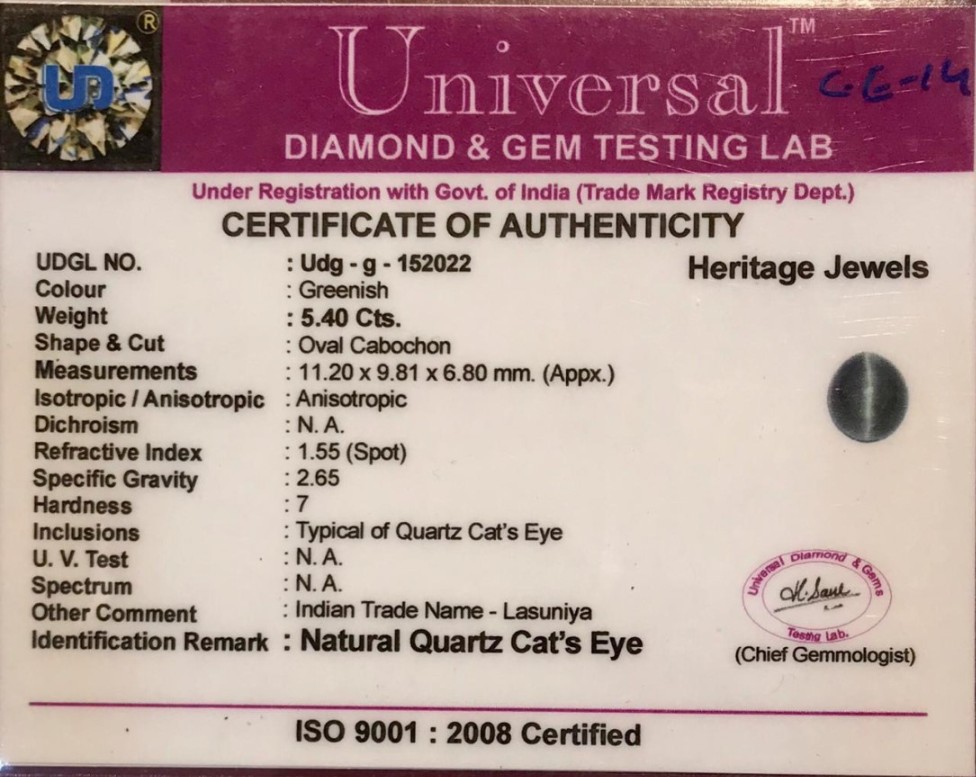 UD ®
Universal™
C.E-14
DIAMOND & GEM TESTING LAB
Under Registration with Govt. of India (Trade Mark Registry Dept.)
CERTIFICATE OF AUTHENTICITY
Heritage Jewels
UDGL NO. : Udg - g - 152022
Colour : Greenish
Weight : 5.40 Cts.
Shape & Cut : Oval Cabochon
Measurements : 11.20 x 9.81 x 6.80 mm. (Appx.)
Isotropic / Anisotropic : Anisotropic
Dichroism : N. A.
Refractive Index : 1.55 (Spot)
Specific Gravity : 2.65
Hardness : 7
Inclusions : Typical of Quartz Cat's Eye
U. V. Test : N. A.
Spectrum : N. A.
Other Comment : Indian Trade Name - Lasuniya
Identification Remark : Natural Quartz Cat's Eye
Universal Diamond & Gems
Testing Lab.
(Chief Gemmologist)
ISO 9001 : 2008 Certified